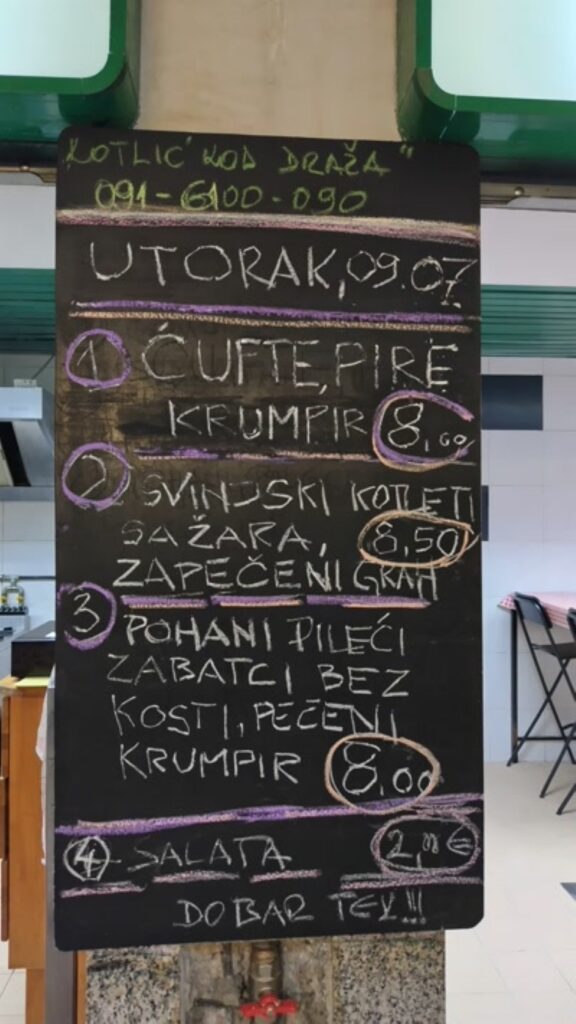 KOTLIĆ "KOD DRAŽA"
091-6100-090
UTORAK, 09.07.
1 ĆUFTE, PIRE
KRUMPIR 8,00
2 SVINJSKI KOTLETI
SA ŽARA, 8,50
ZAPEČENI GRAH
3 POHANI PILEĆI
ZABATCI BEZ
KOSTI, PEČENI
KRUMPIR 8,00
4 SALATA 2,00 €
DOBAR TEK!!!